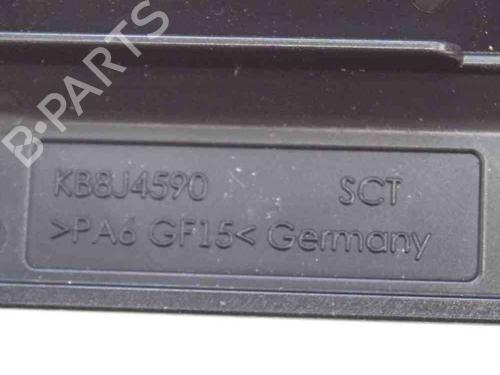 B-PARTS
KB8J4590 SCT
>PA6 GF15< Germany